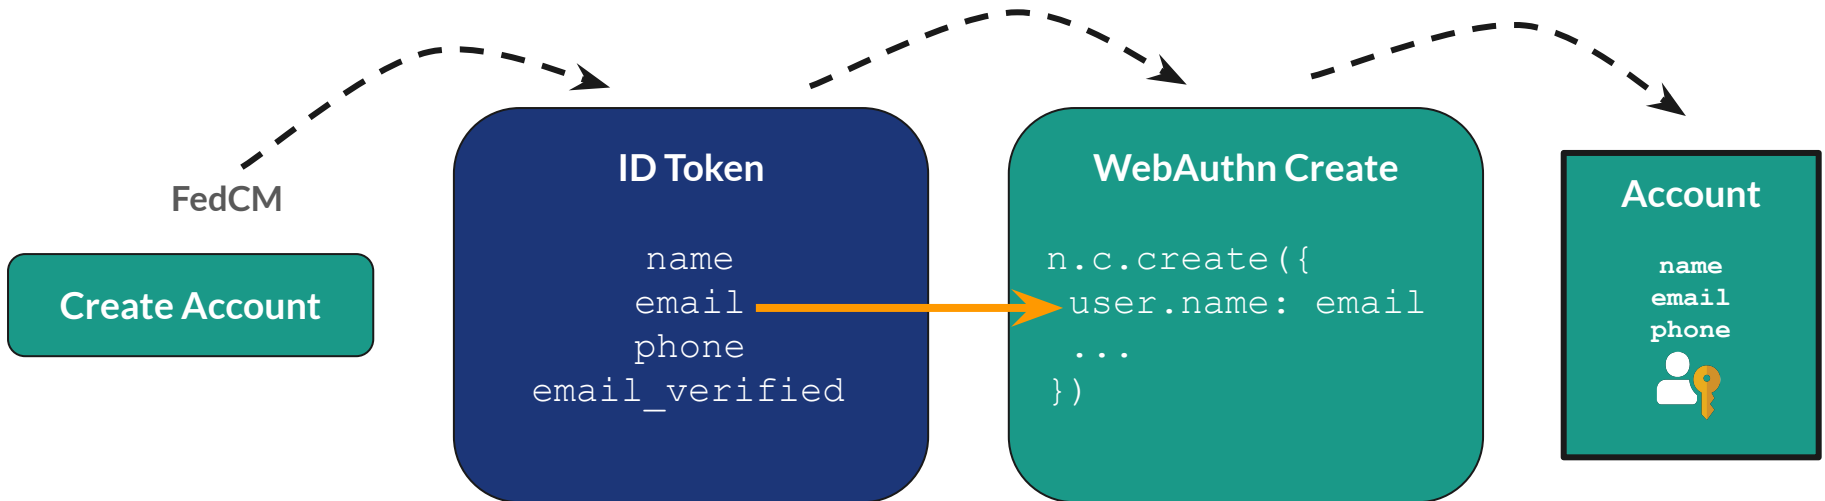 FedCM
Create Account
ID Token
name
email
phone
email_verified
WebAuthn Create
n.c.create({
user.name: email
...
})
Account
name
email
phone